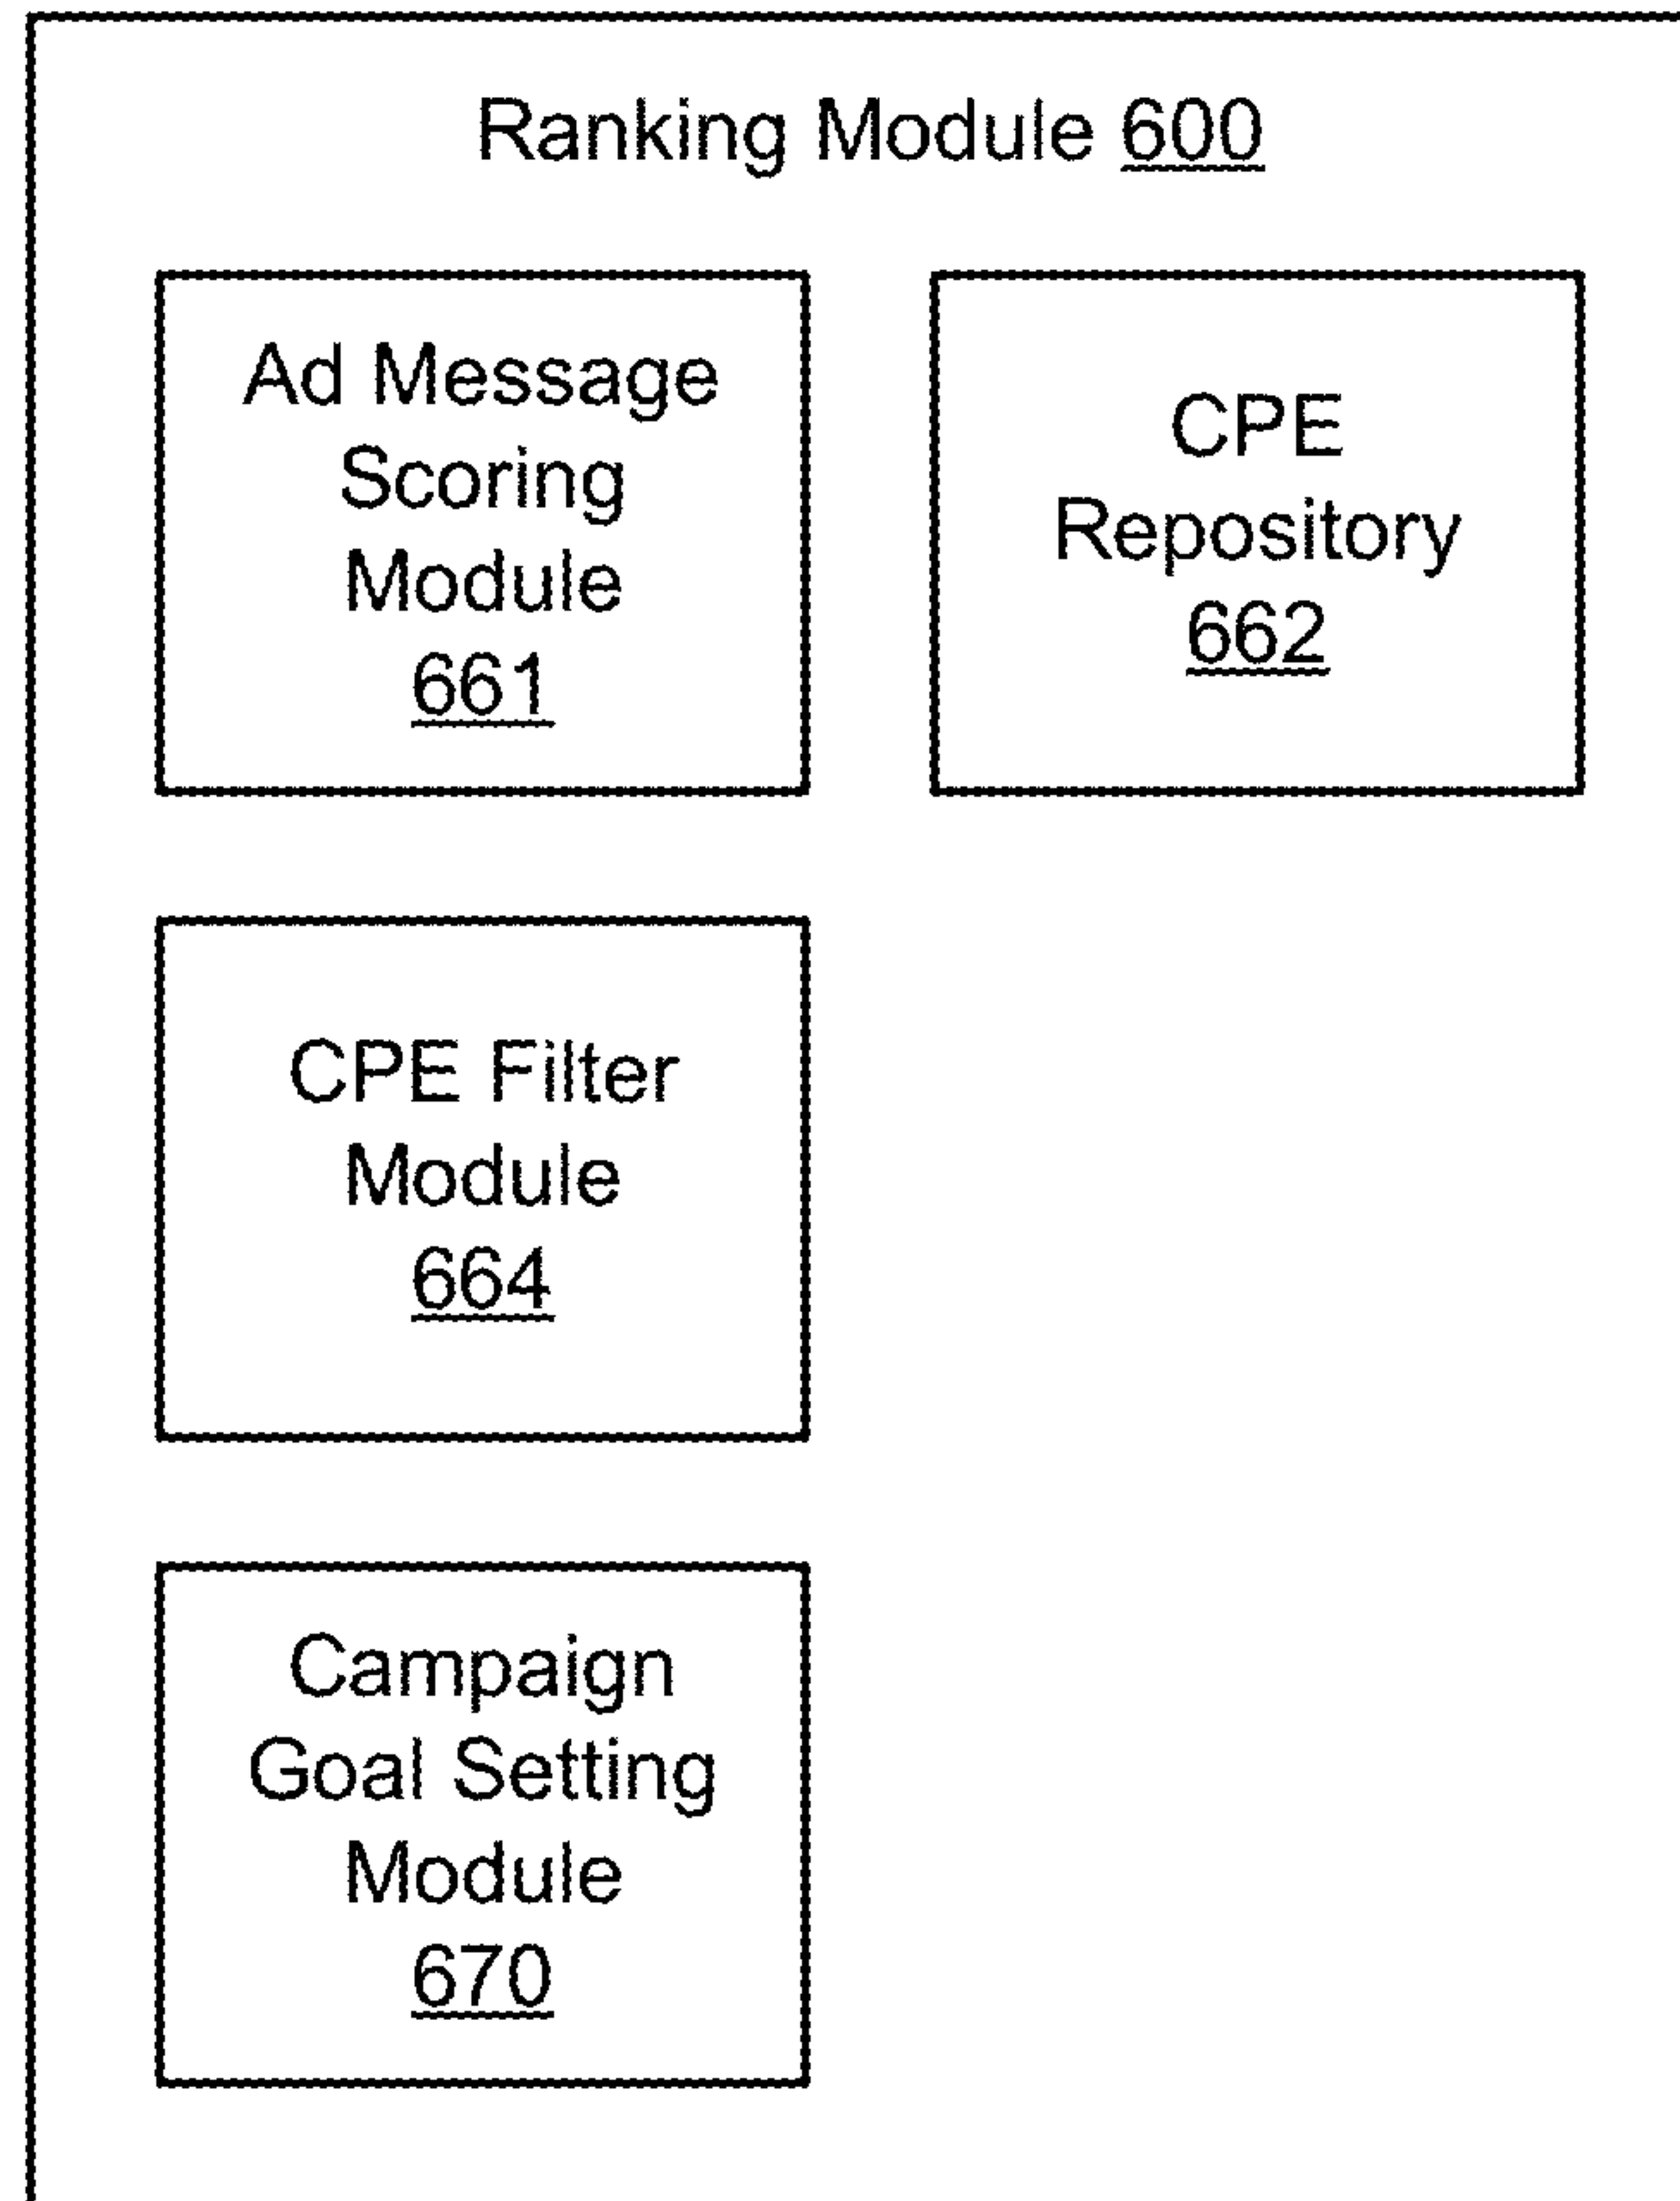 Ranking Module 600
Ad Message
Scoring
Module
661
CPE
Repository
662
CPE Filter
Module
664
Campaign
Goal Setting
Module
670